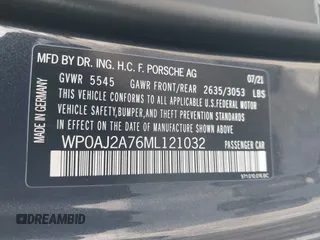 MFD BY DR. ING. H.C. F. PORSCHE AG
07/21
GVWR 5545 GAWR FRONT/REAR 2635/3053 LBS
THIS VEHICLE CONFORMS TO ALL APPLICABLE
U.S. FEDERAL MOTOR
VEHICLE SAFETY, BUMPER, AND THEFT PREVENTION
STANDARDS IN EFFECT ON THE DATE OF
MANUFACTURE SHOWN ABOVE
WP0AJ2A76ML121032 PASSENGER CAR
MADE IN GERMANY
DREAMBID